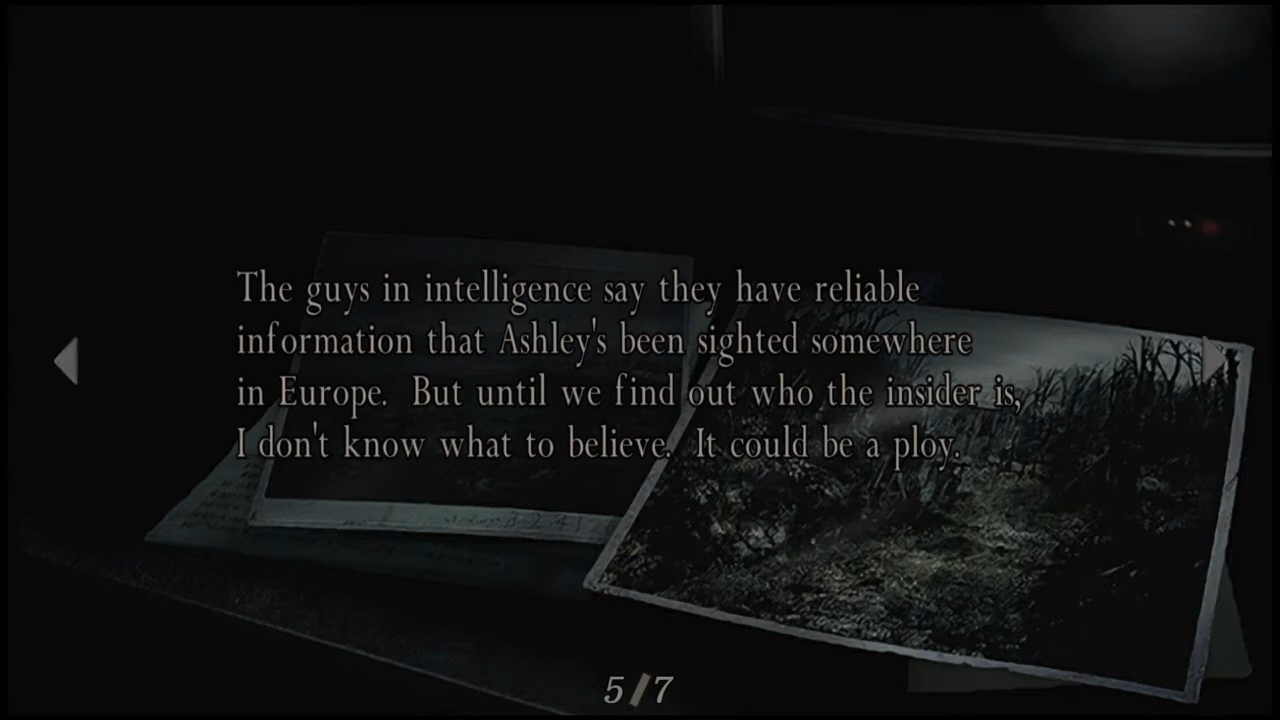 The guys in intelligence say they have reliable
information that Ashley's been sighted somewhere
in Europe.  But until we find out who the insider is,
I don't know what to believe.  It could be a ploy.
5/7